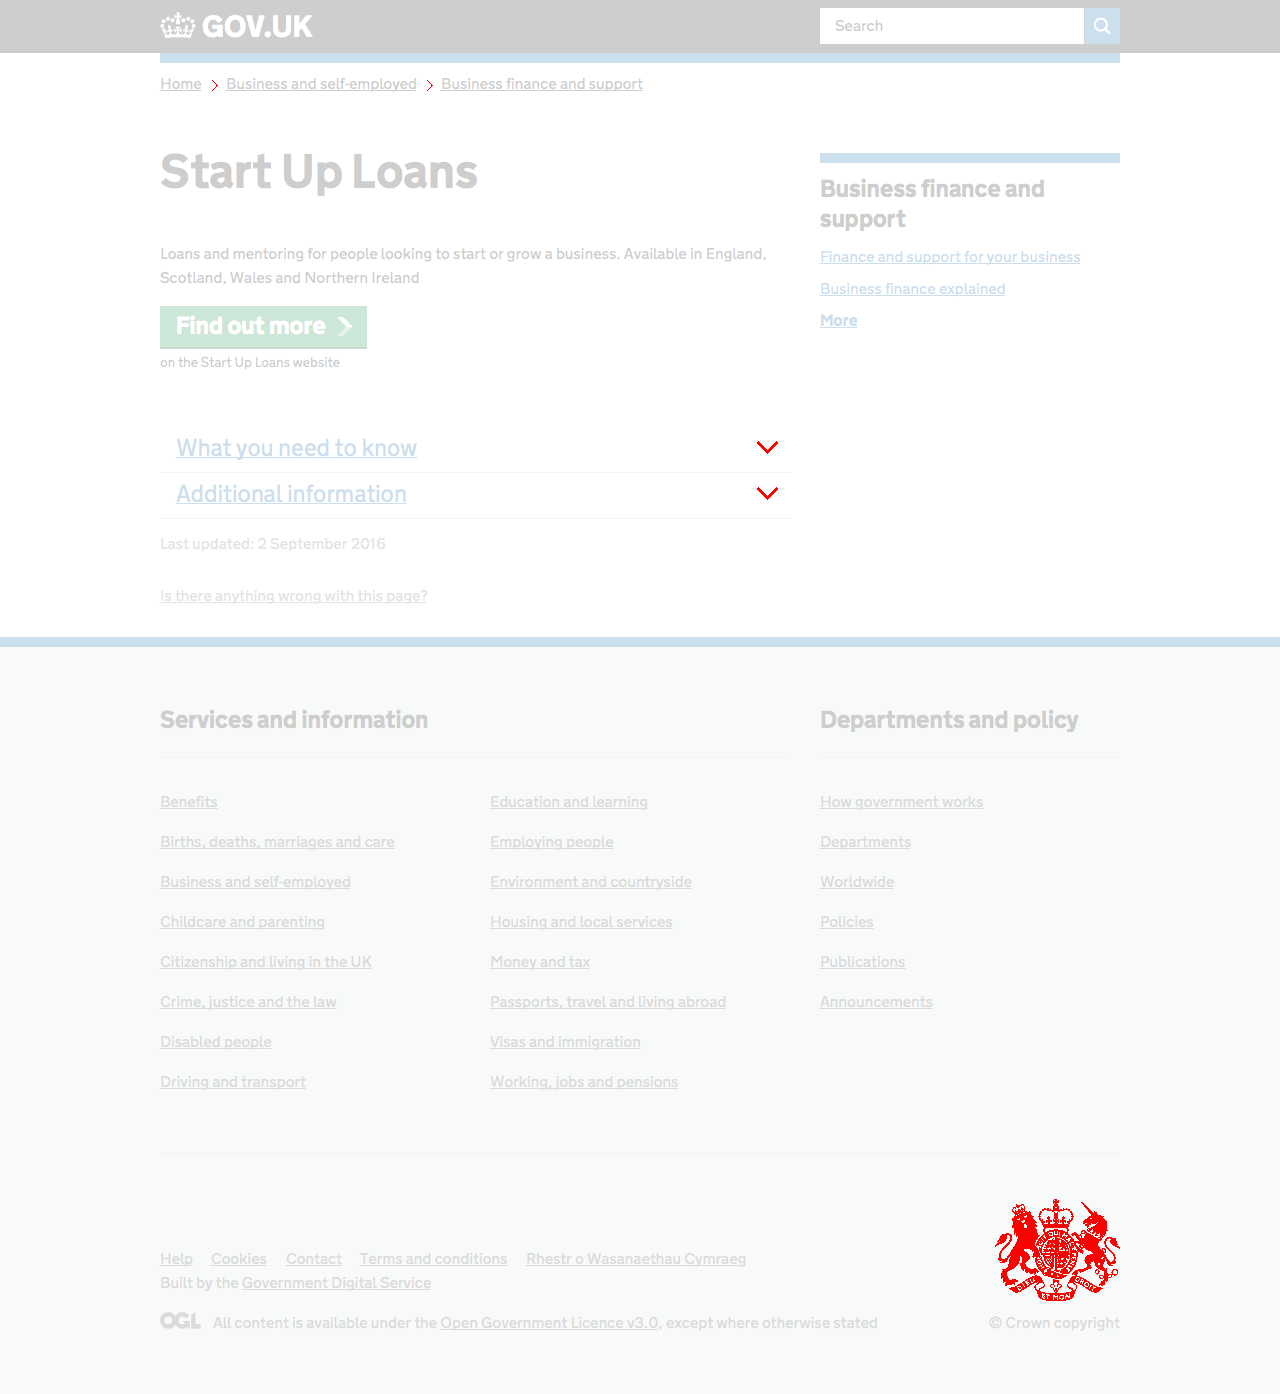 GOV.UK
Search
Home Business and self-employed Business finance and support
Start Up Loans
Loans and mentoring for people looking to start or grow a business. Available in England,
Scotland, Wales and Northern Ireland
Find out more
on the Start Up Loans website
What you need to know
Additional information
Last updated: 2 September 2016
Is there anything wrong with this page?
Business finance and
support
Finance and support for your business
Business finance explained
More
Services and information
Benefits
Births, deaths, marriages and care
Business and self-employed
Childcare and parenting
Citizenship and living in the UK
Crime, justice and the law
Disabled people
Driving and transport
Education and learning
Employing people
Environment and countryside
Housing and local services
Money and tax
Passports, travel and living abroad
Visas and immigration
Working, jobs and pensions
Departments and policy
How government works
Departments
Worldwide
Policies
Publications
Announcements
Help Cookies Contact Terms and conditions Rhestr o Wasanaethau Cymraeg
Built by the Government Digital Service
OGL All content is available under the Open Government Licence v3.0, except where otherwise stated
© Crown copyright